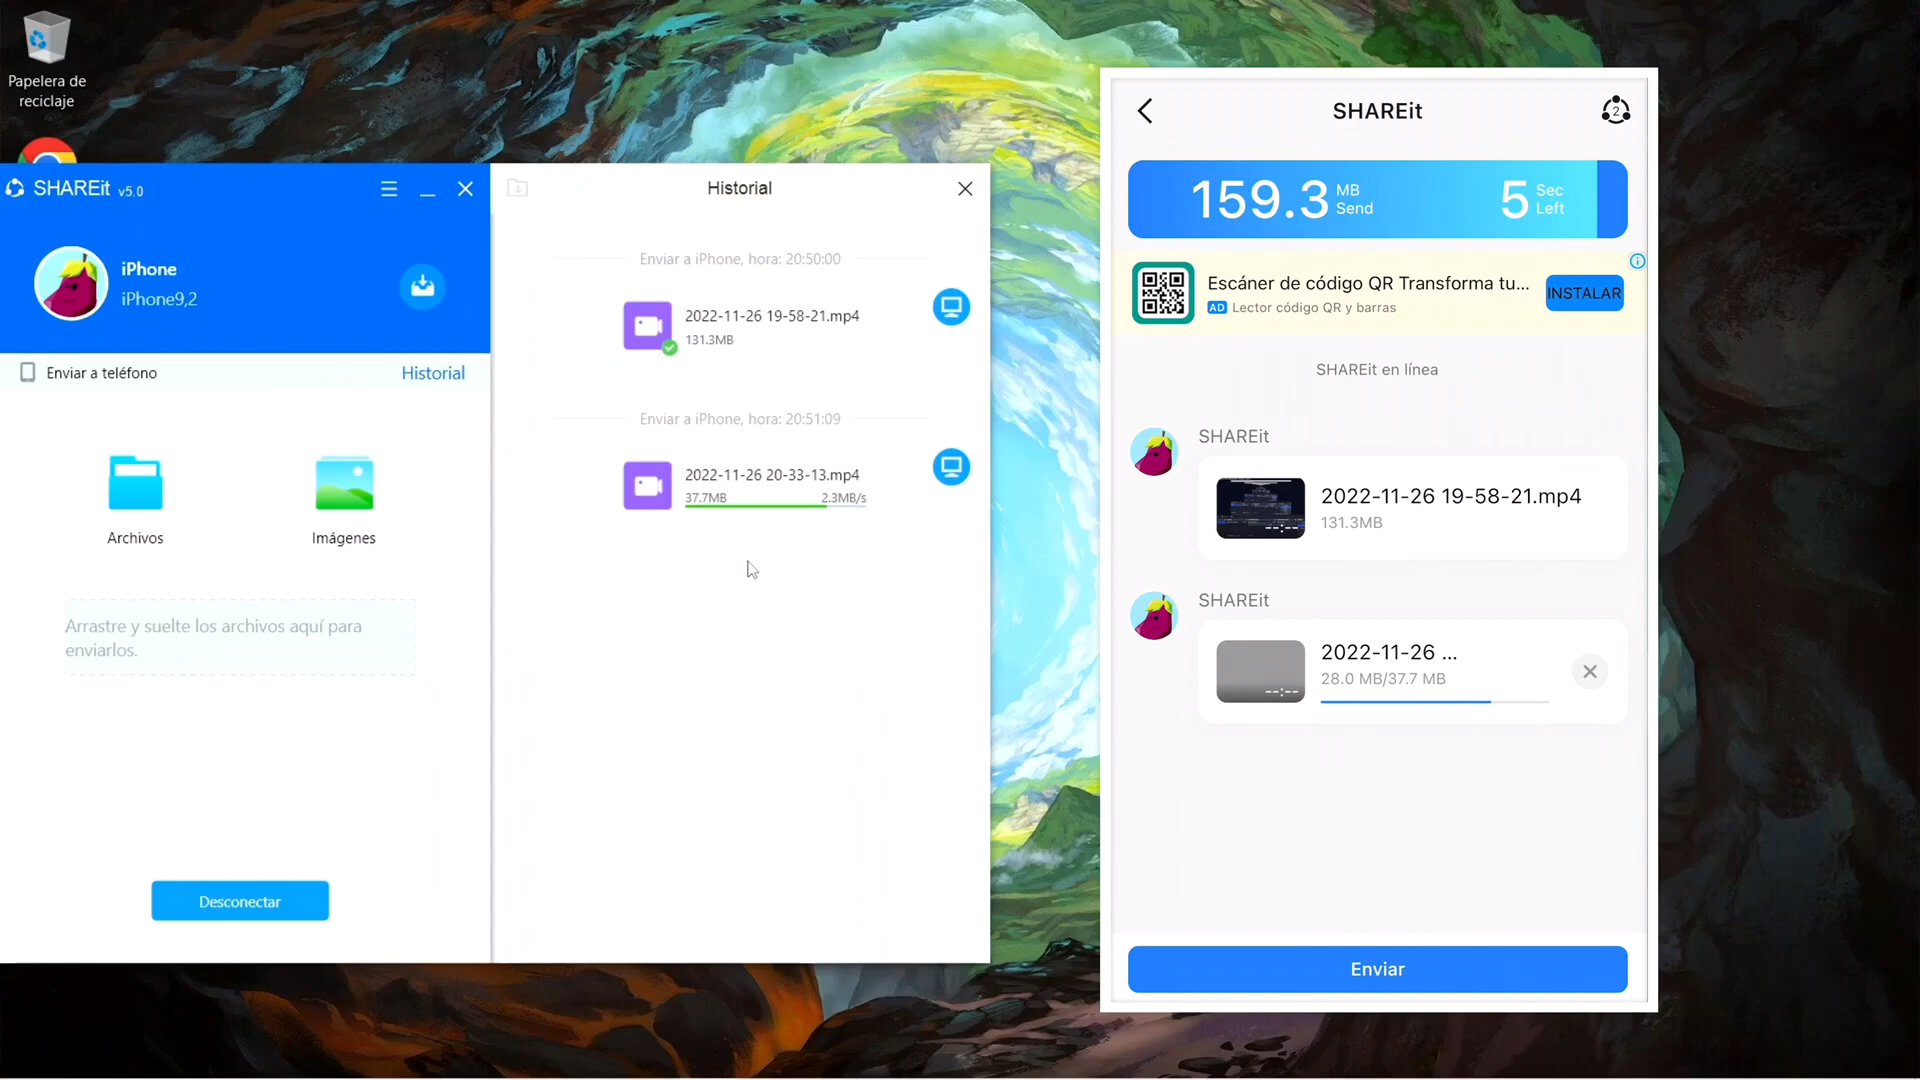 Papelera de
reciclaje
SHAREit v5.0
iPhone
iPhone9,2
Enviar a teléfono
Historial
Archivos
Imágenes
Arrastre y suelte los archivos aquí para
enviarlos.
Desconectar
Historial
Enviar a iPhone, hora: 20:50:00
2022-11-26 19-58-21.mp4
131.3MB
Enviar a iPhone, hora: 20:51:09
2022-11-26 20-33-13.mp4
37.7MB 2.3MB/s
SHAREit
2
159.3 MB Send
5 Sec Left
Escáner de código QR Transforma tu...
AD Lector código QR y barras
INSTALAR
SHAREit en línea
SHAREit
2022-11-26 19-58-21.mp4
131.3MB
--:--
SHAREit
2022-11-26 ...
28.0 MB/37.7 MB
--:--
Enviar